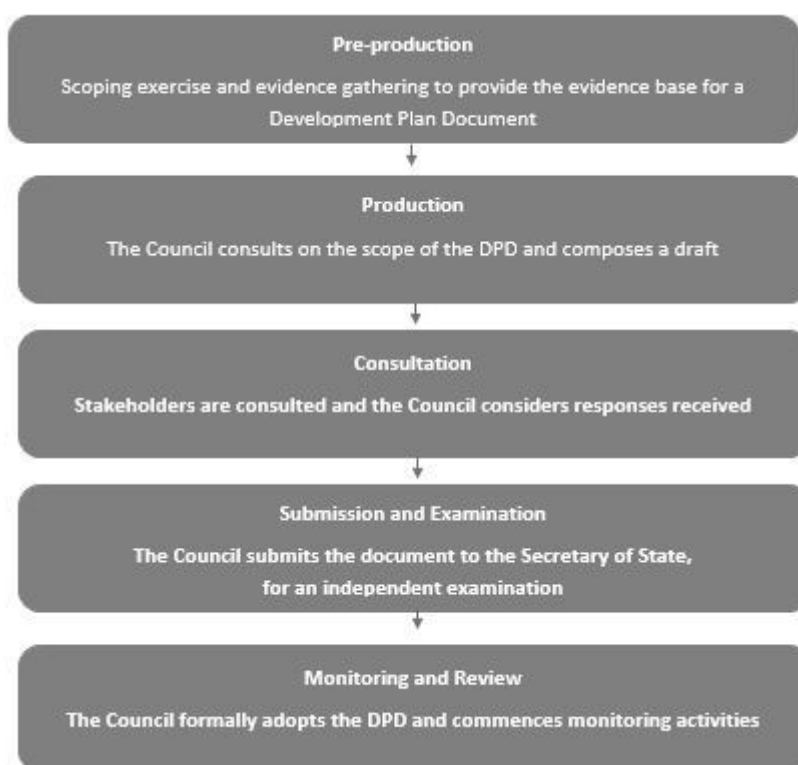 Pre-production
Scoping exercise and evidence gathering to provide the evidence base for a
Development Plan Document
Production
The Council consults on the scope of the DPD and composes a draft
Consultation
Stakeholders are consulted and the Council considers responses received
Submission and Examination
The Council submits the document to the Secretary of State,
for an independent examination
Monitoring and Review
The Council formally adopts the DPD and commences monitoring activities